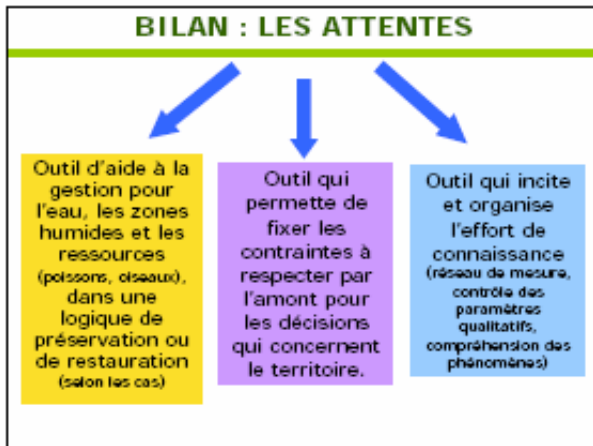 BILAN : LES ATTENTES
Outil d'aide à la
gestion pour
l'eau, les zones
humides et les
ressources
(poissons, oiseaux),
dans une
logique de
préservation ou
de restauration
(selon les cas)
Outil qui
permette de
fixer les
contraintes à
respecter par
l'amont pour
les décisions
qui concernent
le territoire.
Outil qui incite
et organise
l'effort de
connaissance
(réseau de mesure,
contrôle des
paramètres
qualitatifs,
compréhension des
phénomènes)